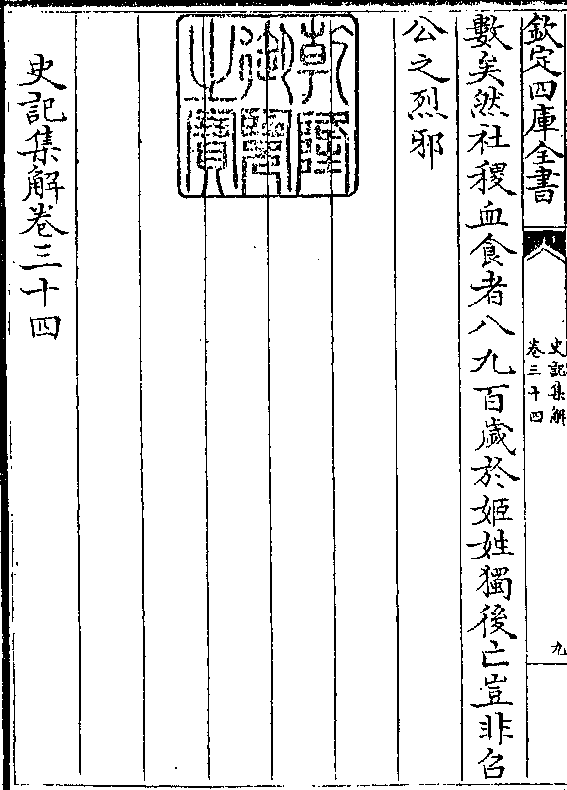 欽定四庫全書
史記集解
卷三十四
九
數矣然社稷血食者八九百歲於姬姓獨後亡豈非召
公之烈邪
乾隆
御覽
之寶
史記集解卷三十四